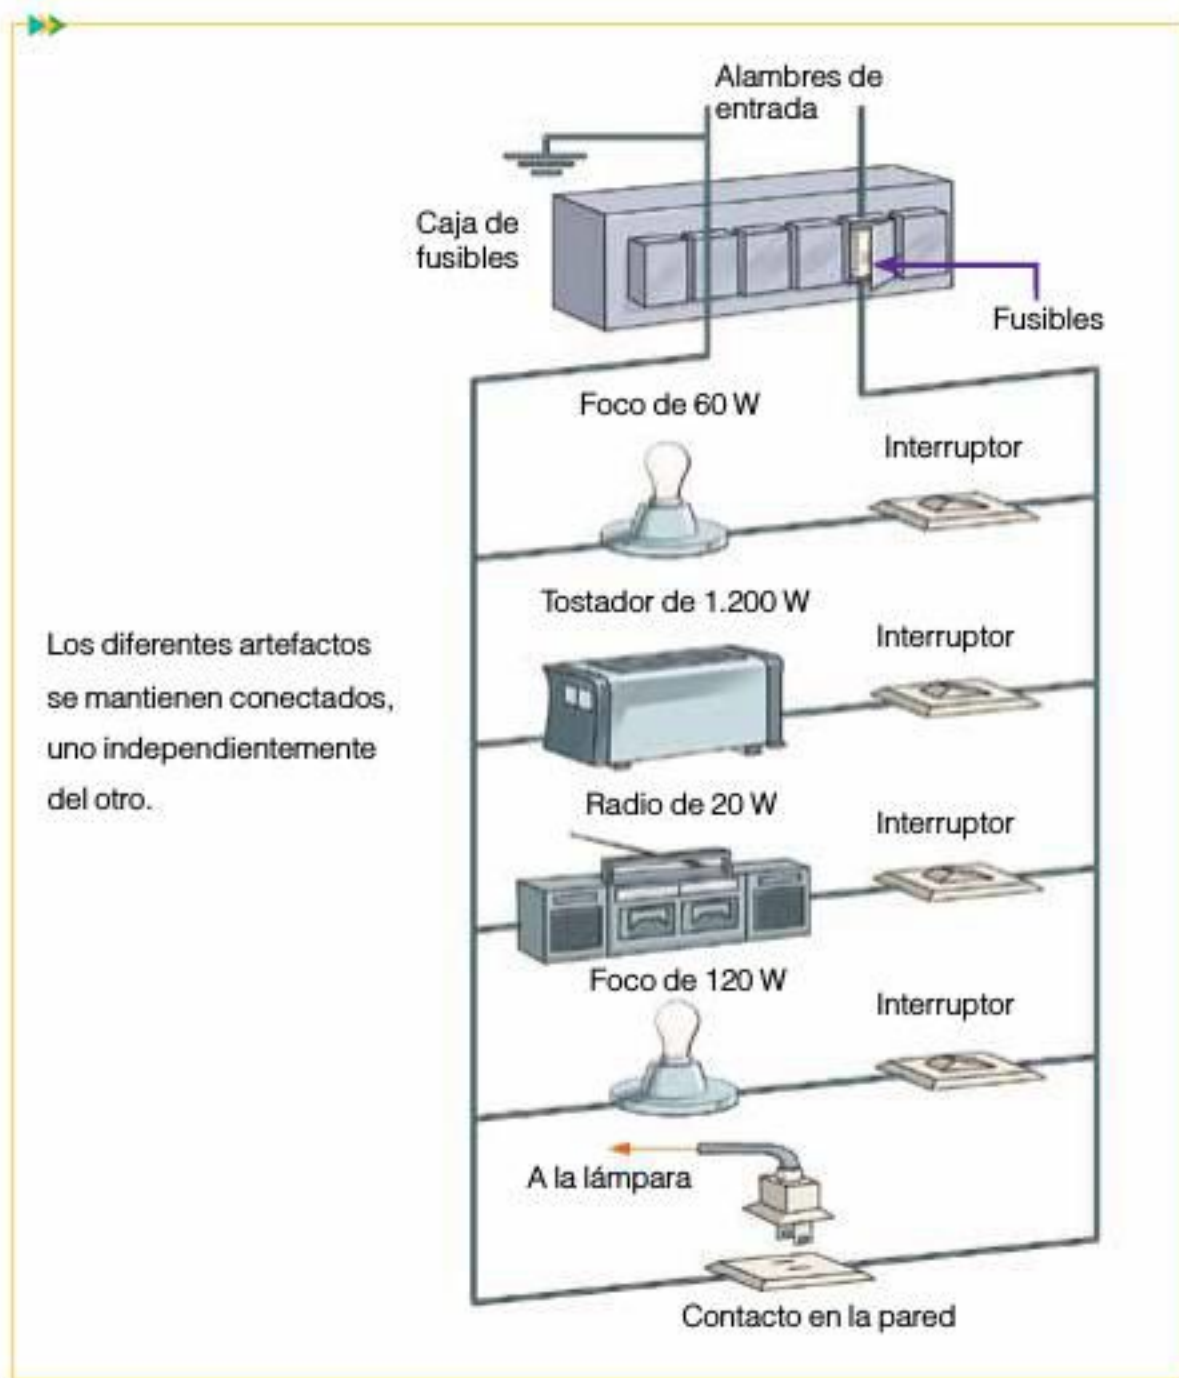 Alambres de
entrada
Caja de
fusibles
Fusibles
Foco de 60 W
Interruptor
Tostador de 1.200 W
Interruptor
Los diferentes artefactos
se mantienen conectados,
uno independientemente
del otro.
Radio de 20 W
Interruptor
Foco de 120 W
Interruptor
A la lámpara
Contacto en la pared